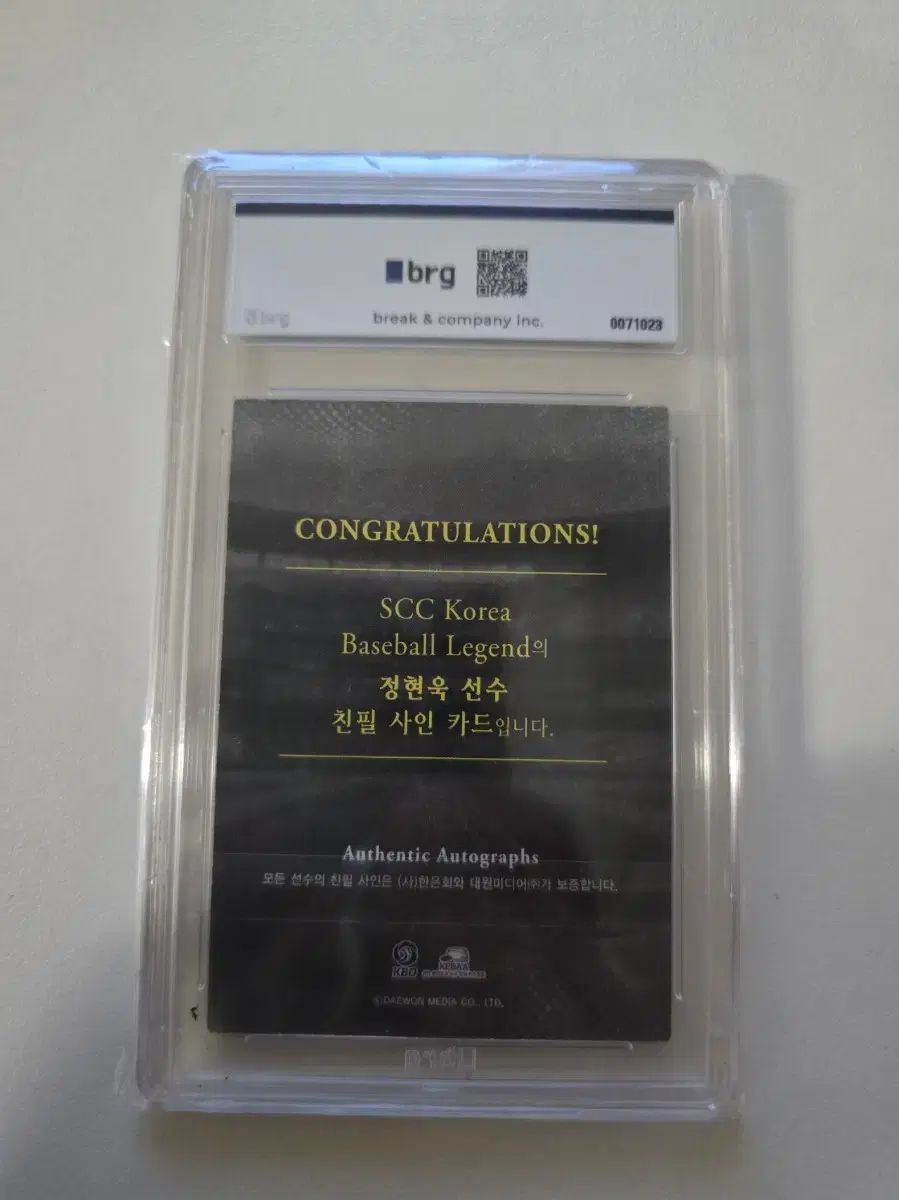 brg
brg
break & company Inc.
0071023
CONGRATULATIONS!
SCC Korea
Baseball Legend의
정현욱 선수
친필 사인 카드입니다.
Authentic Autographs
모든 선수의 친필 사인은 (사)한은회와 대원미디어(주)가 보증합니다.
KBO
KPBAA
ⓒDAEWON MEDIA CO., LTD.